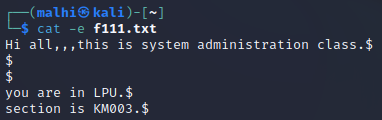 ┌──(malhi㉿kali)-[~]
└─$ cat -e f111.txt
Hi all,,,this is system administration class.$
$
$
you are in LPU.$
section is KM003.$